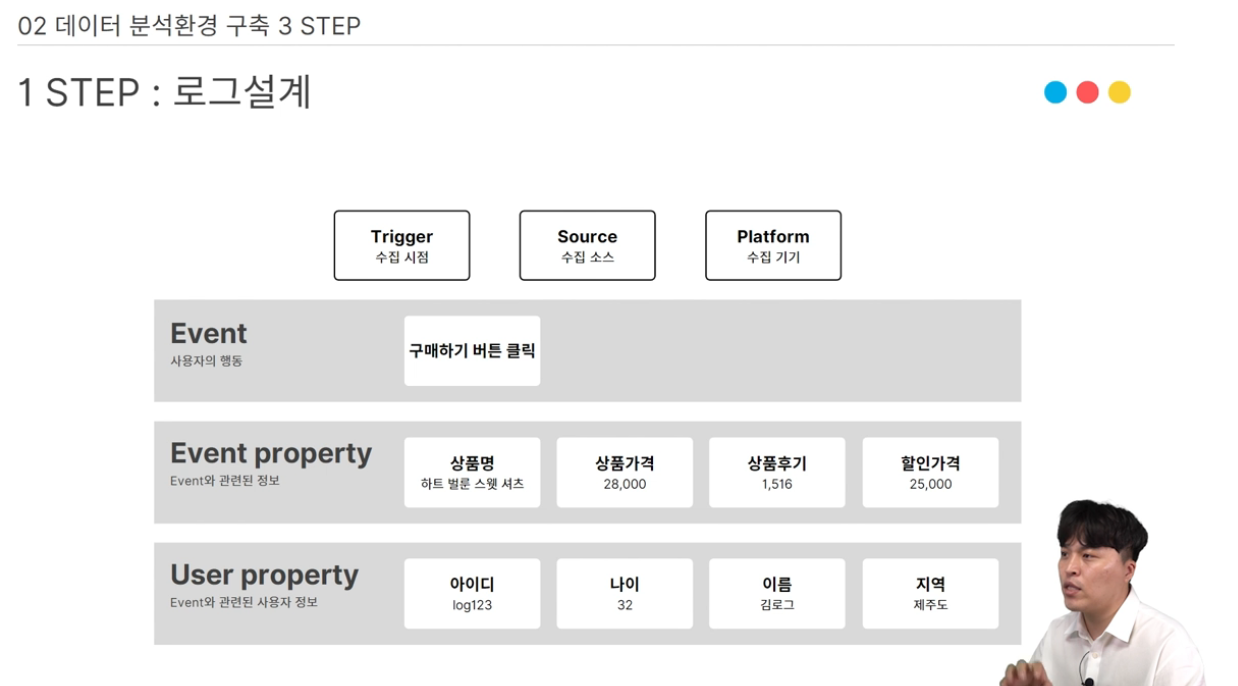 02 데이터 분석환경 구축 3 STEP
1 STEP : 로그설계
Trigger
수집 시점
Source
수집 소스
Platform
수집 기기
Event
사용자의 행동
구매하기 버튼 클릭
Event property
Event와 관련된 정보
상품명
하트 벌룬 스웻 셔츠
상품가격
28,000
상품후기
1,516
할인가격
25,000
User property
Event와 관련된 사용자 정보
아이디
log123
나이
32
이름
김로그
지역
제주도